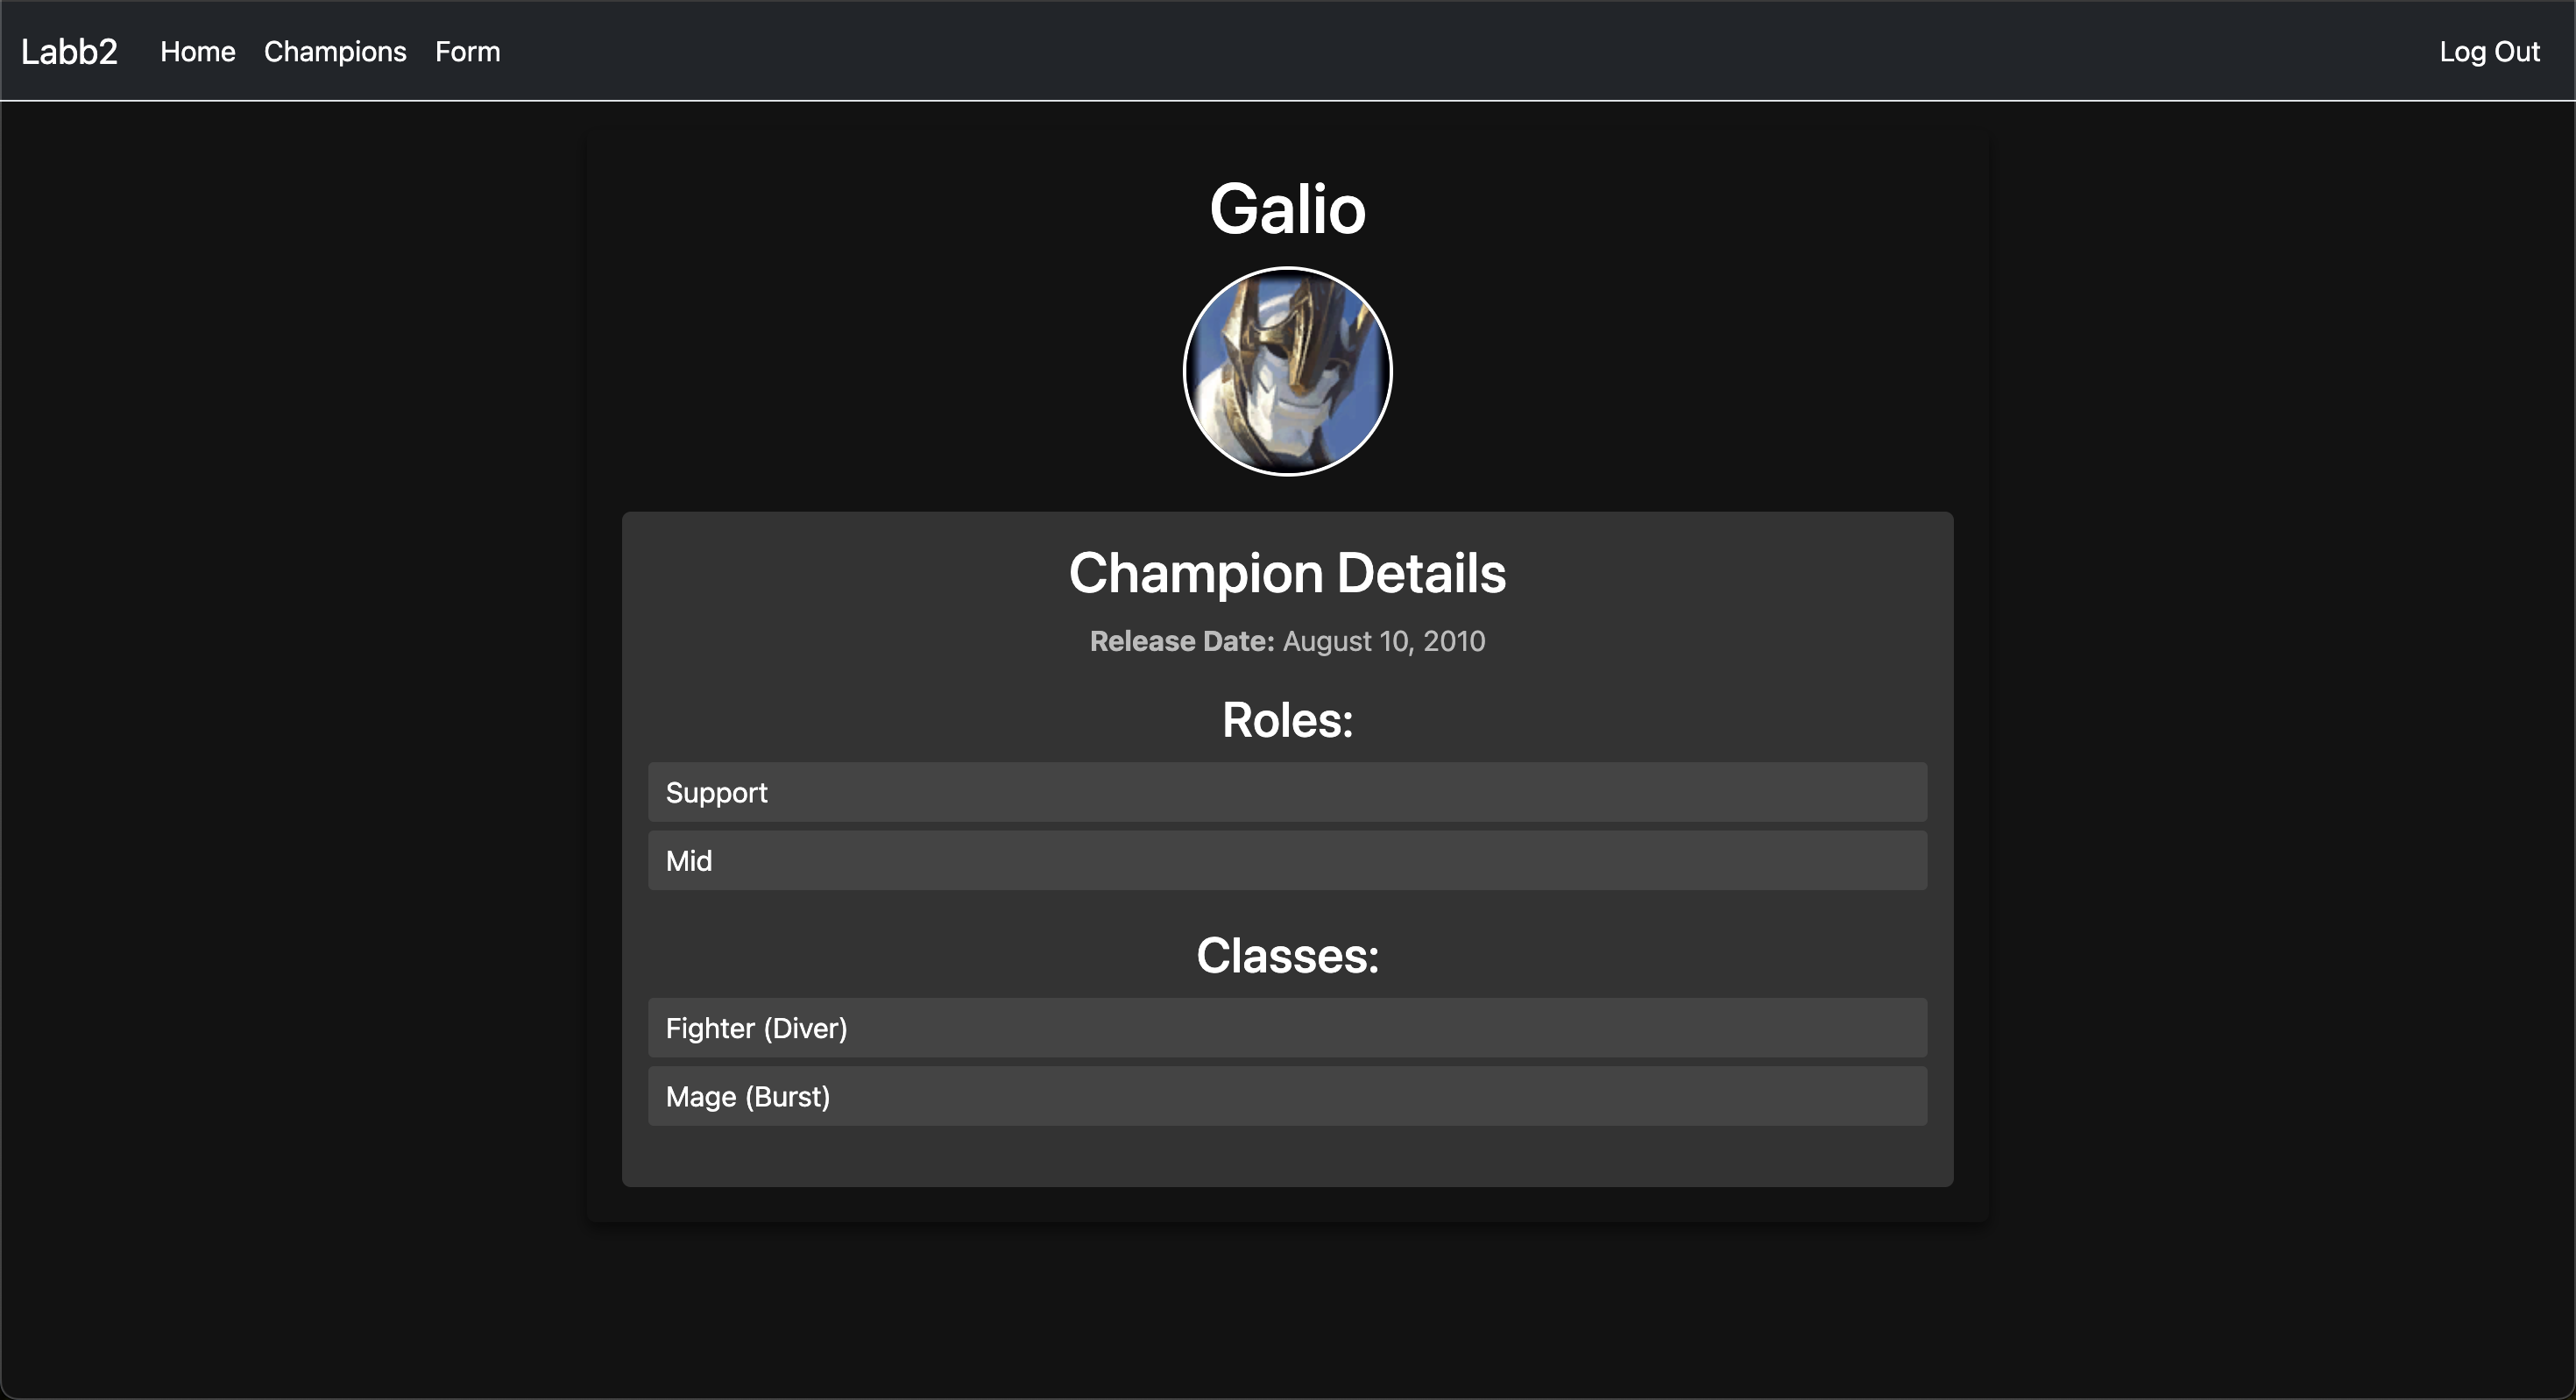 Labb2 Home Champions Form Log Out
Galio
Champion Details
Release Date: August 10, 2010
Roles:
Support
Mid
Classes:
Fighter (Diver)
Mage (Burst)